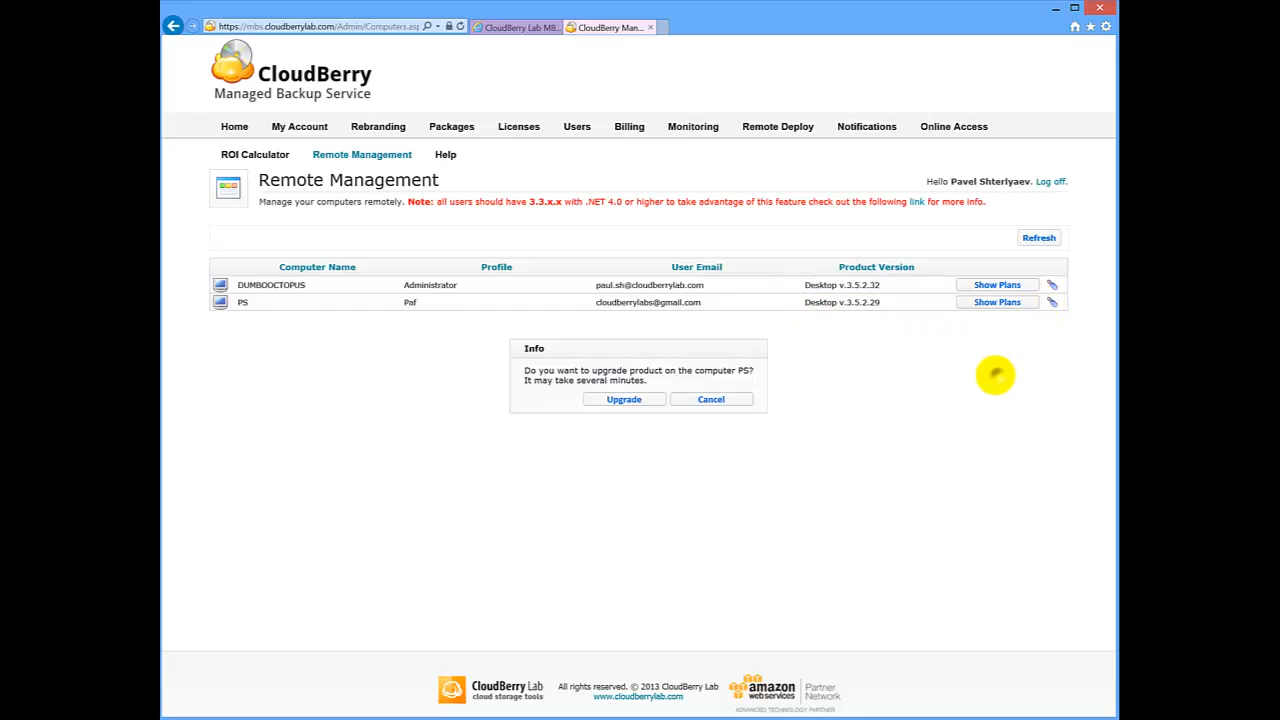 https://mbs.cloudberrylab.com/Admin/Computers.asp
CloudBerry Lab MB...
CloudBerry Man...
CloudBerry
Managed Backup Service
Home My Account Rebranding Packages Licenses Users Billing Monitoring Remote Deploy Notifications Online Access
ROI Calculator Remote Management Help
Remote Management
Hello Pavel Shterlyaev. Log off.
Manage your computers remotely. Note: all users should have 3.3.x.x with .NET 4.0 or higher to take advantage of this feature check out the following link for more info.
Refresh
Computer Name Profile User Email Product Version
DUMBOOCTOPUS Administrator paul.sh@cloudberrylab.com Desktop v.3.5.2.32 Show Plans
PS Paf cloudberrylabs@gmail.com Desktop v.3.5.2.29 Show Plans
Info
Do you want to upgrade product on the computer PS?
It may take several minutes.
Upgrade Cancel
CloudBerry Lab
cloud storage tools
All rights reserved. © 2013 CloudBerry Lab
www.cloudberrylab.com
amazon
web services
Partner
Network
ADVANCED TECHNOLOGY PARTNER